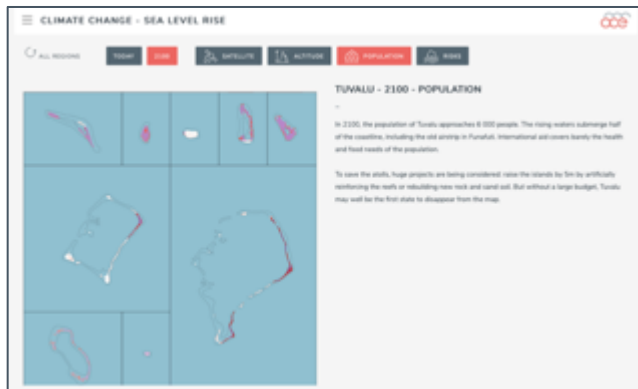 CLIMATE CHANGE - SEA LEVEL RISE
ALL REGIONS
TODAY
2100
SATELLITE
ALTITUDE
POPULATION
RISKS
TUVALU - 2100 - POPULATION
In 2100, the population of Tuvalu approaches 6 000 people. The rising waters submerge half
of the coastline, including the old airstrip in Funafuti. International aid covers barely the health
and food needs of the population.
To save the atolls, huge projects are being considered: raise the islands by 5m by artificially
reinforcing the reefs or rebuilding new rock and sand soil. But without a large budget, Tuvalu
may well be the first state to disappear from the map.